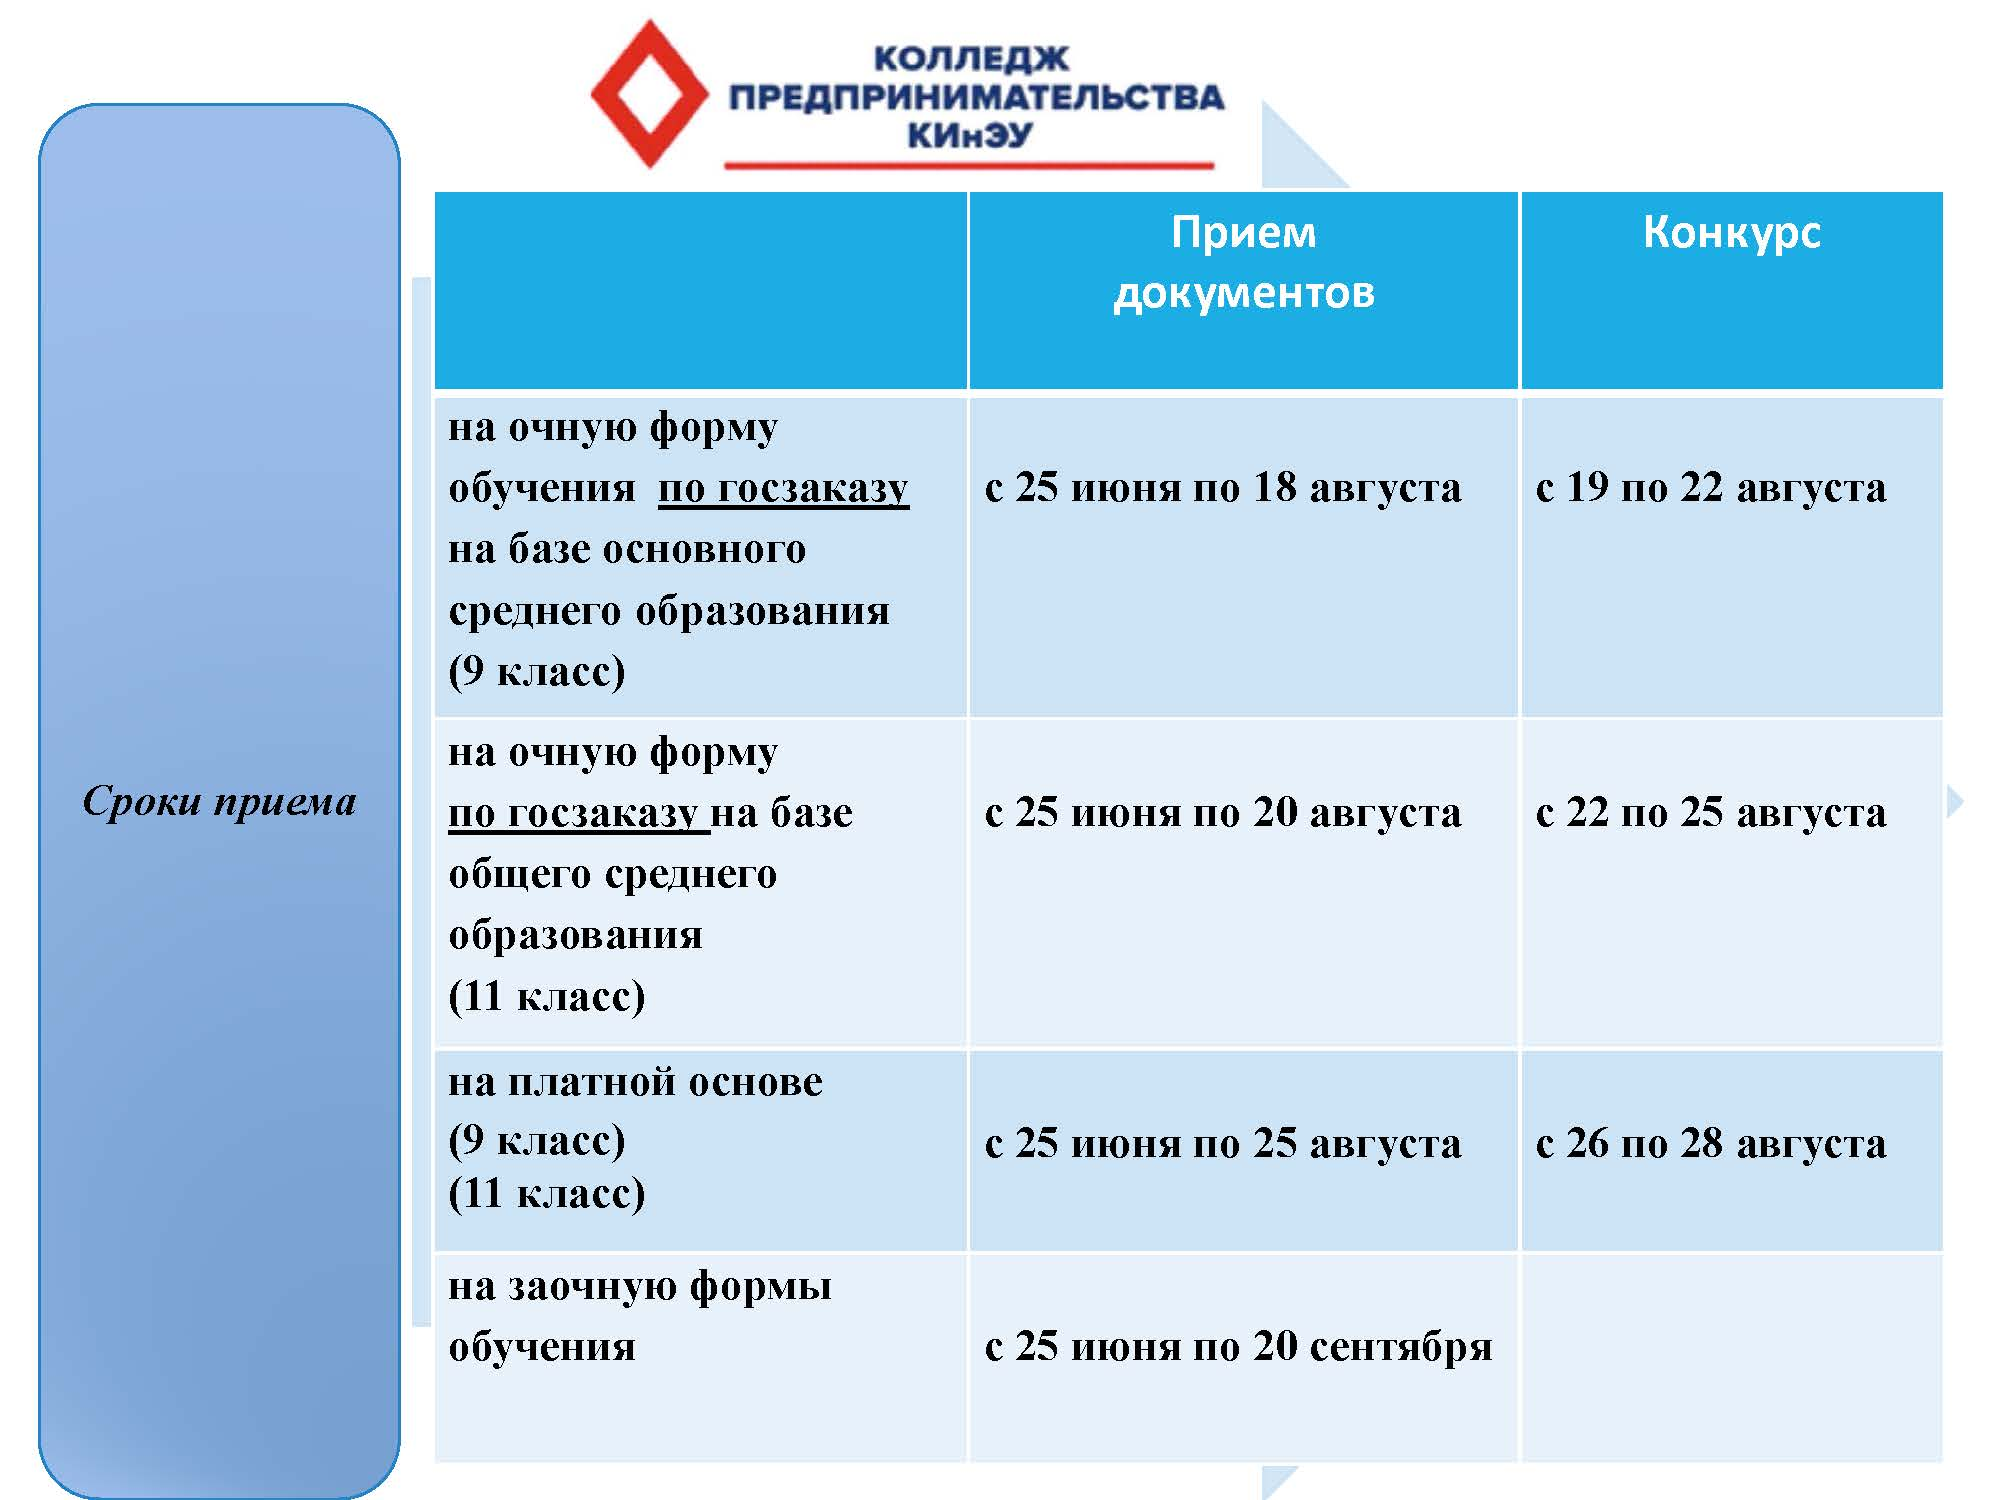 КОЛЛЕДЖ
ПРЕДПРИНИМАТЕЛЬСТВА
КИнЭУ
Сроки приема
Прием
документов
Конкурс
на очную форму
обучения по госзаказу
на базе основного
среднего образования
(9 класс)
с 25 июня по 18 августа
с 19 по 22 августа
на очную форму
по госзаказу на базе
общего среднего
образования
(11 класс)
с 25 июня по 20 августа
с 22 по 25 августа
на платной основе
(9 класс)
(11 класс)
с 25 июня по 25 августа
с 26 по 28 августа
на заочную формы
обучения
с 25 июня по 20 сентября